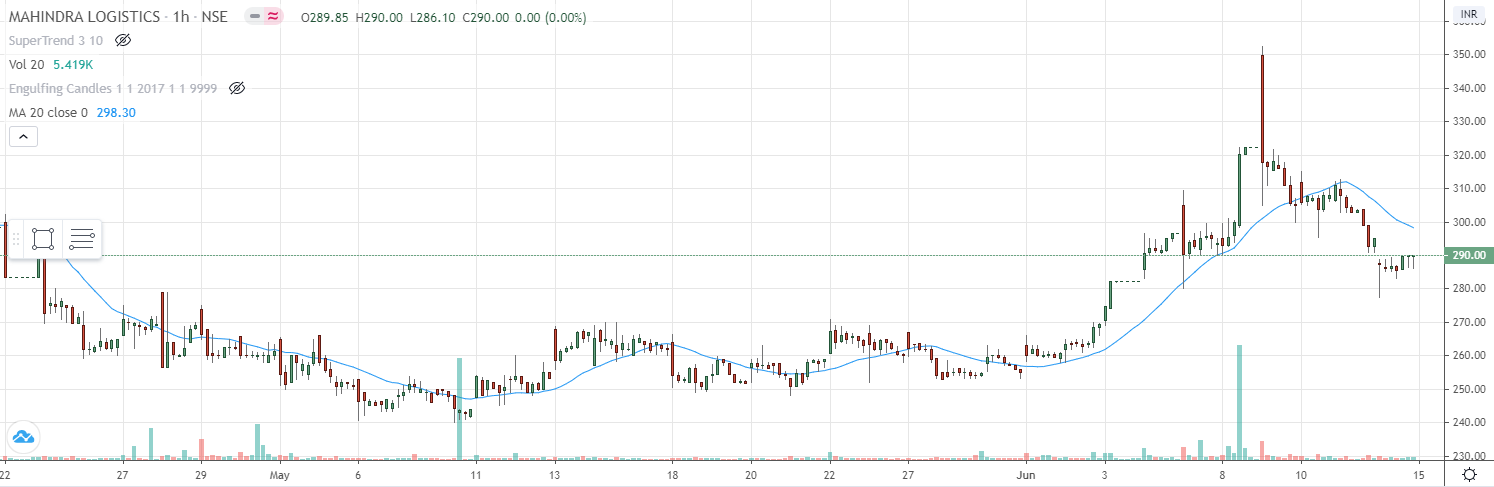 MAHINDRA LOGISTICS · 1h · NSE O289.85 H290.00 L286.10 C290.00 0.00 (0.00%)
SuperTrend 3 10
Vol 20 5.419K
Engulfing Candles 1 1 2017 1 1 9999
MA 20 close 0 298.30
INR
350.00
340.00
330.00
320.00
310.00
300.00
290.00
280.00
270.00
260.00
250.00
240.00
230.00
22 27 29 May 6 11 13 18 20 22 27 Jun 3 8 10 15